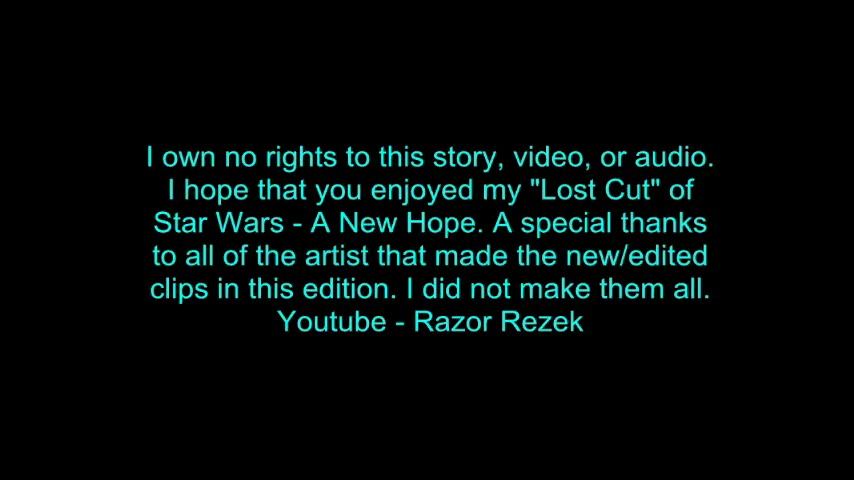 I own no rights to this story, video, or audio.
I hope that you enjoyed my "Lost Cut" of
Star Wars - A New Hope. A special thanks
to all of the artist that made the new/edited
clips in this edition. I did not make them all.
Youtube - Razor Rezek